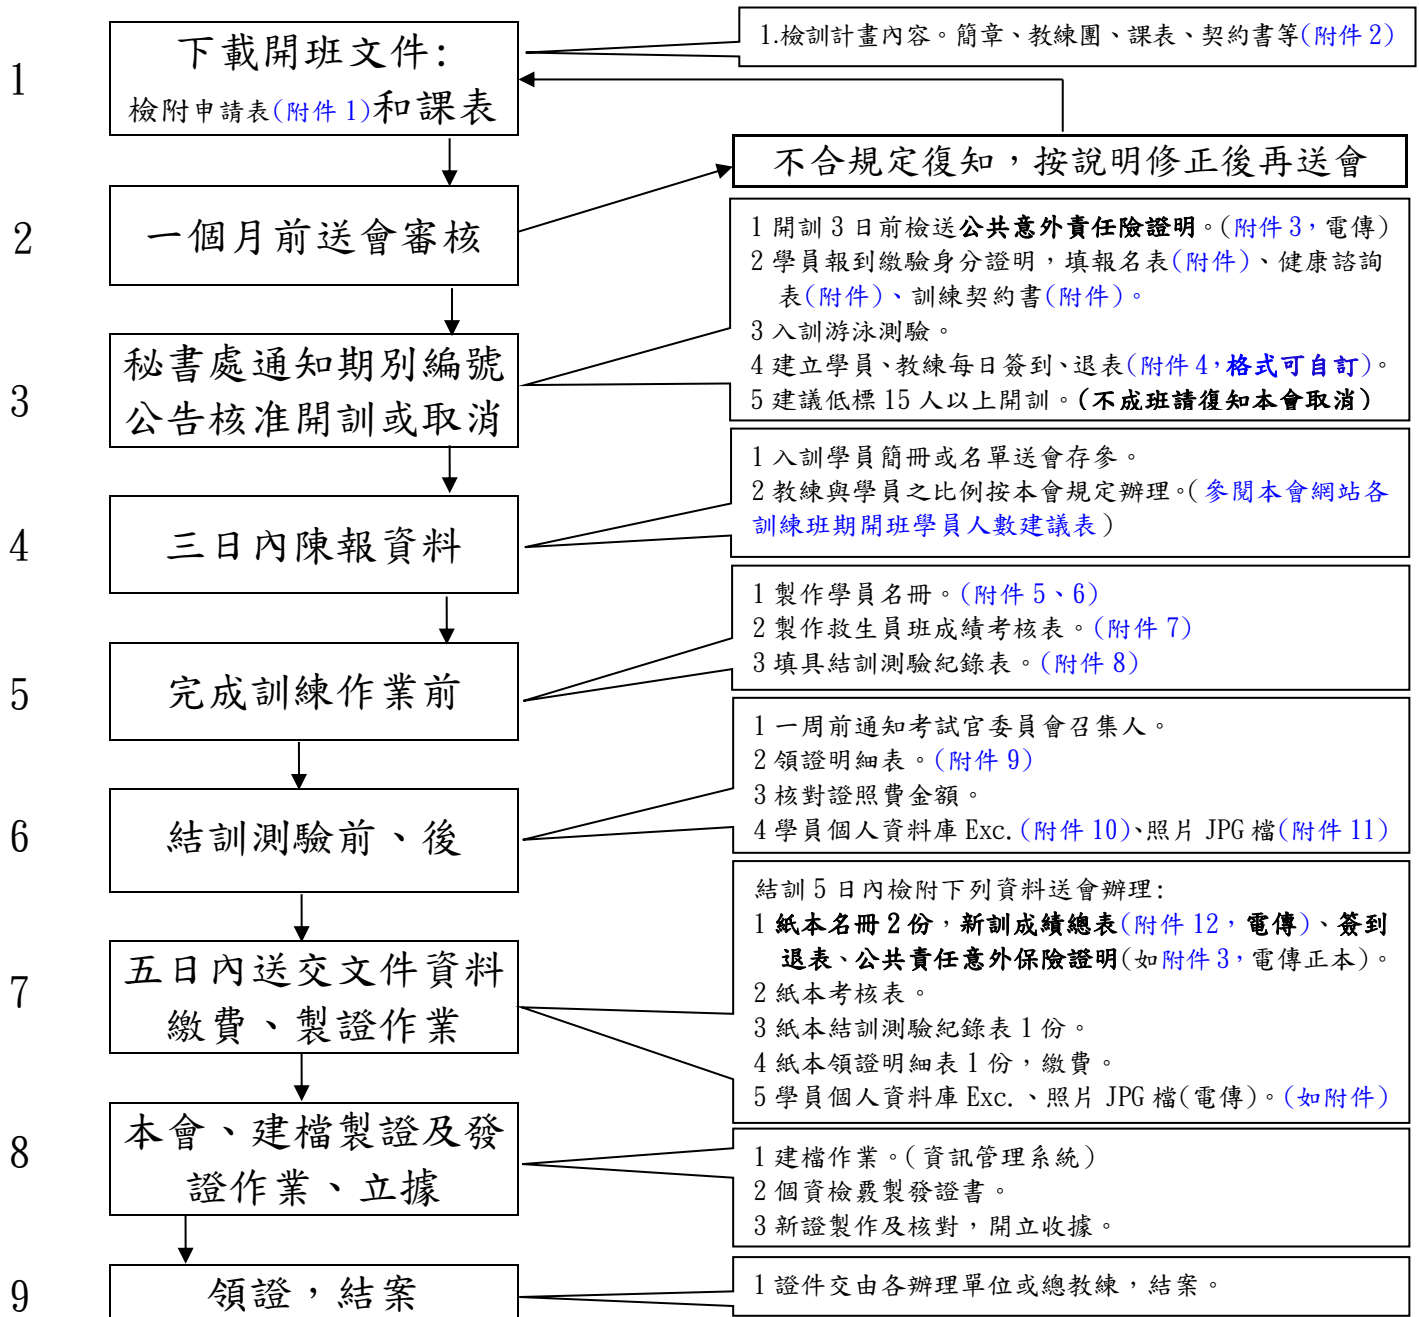 1
下載開班文件:
檢附申請表(附件 1)和課表
1.檢訓計畫內容。簡章、教練團、課表、契約書等(附件 2)
不合規定復知，按說明修正後再送會
2
一個月前送會審核
3
秘書處通知期別編號
公告核准開訓或取消
1 開訓 3 日前檢送公共意外責任險證明。(附件 3，電傳)
2 學員報到繳驗身分證明，填報名表(附件)、健康諮詢
表(附件)、訓練契約書(附件)。
3 入訓游泳測驗。
4 建立學員、教練每日簽到、退表(附件 4，格式可自訂)。
5 建議低標 15 人以上開訓。(不成班請復知本會取消)
4
三日內陳報資料
1 入訓學員簡冊或名單送會存參。
2 教練與學員之比例按本會規定辦理。(參閱本會網站各
訓練班期開班學員人數建議表)
5
完成訓練作業前
1 製作學員名冊。(附件 5、6)
2 製作救生員班成績考核表。(附件 7)
3 填具結訓測驗紀錄表。(附件 8)
6
結訓測驗前、後
1 一周前通知考試官委員會召集人。
2 領證明細表。(附件 9)
3 核對證照費金額。
4 學員個人資料庫 Exc.(附件 10)、照片 JPG 檔(附件 11)
7
五日內送交文件資料
繳費、製證作業
結訓 5 日內檢附下列資料送會辦理:
1 紙本名冊 2 份，新訓成績總表(附件 12，電傳)、簽到
退表、公共責任意外保險證明(如附件 3，電傳正本)。
2 紙本考核表。
3 紙本結訓測驗紀錄表 1 份。
4 紙本領證明細表 1 份，繳費。
5 學員個人資料庫 Exc.、照片 JPG 檔(電傳)。(如附件)
8
本會、建檔製證及發
證作業、立據
1 建檔作業。(資訊管理系統)
2 個資檢覈製發證書。
3 新證製作及核對，開立收據。
9
領證，結案
1 證件交由各辦理單位或總教練，結案。